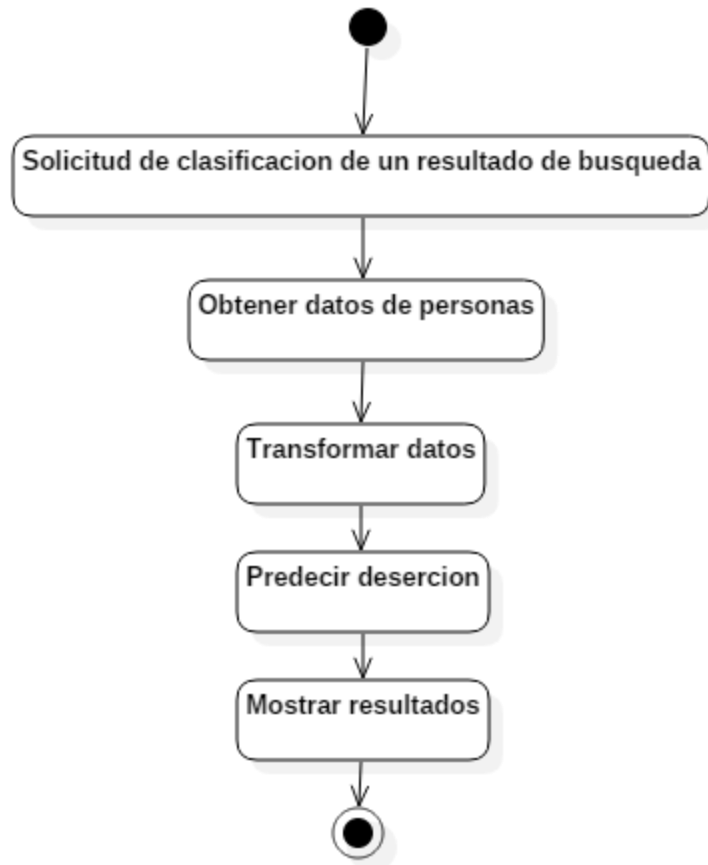 Solicitud de clasificacion de un resultado de busqueda
Obtener datos de personas
Transformar datos
Predecir desercion
Mostrar resultados